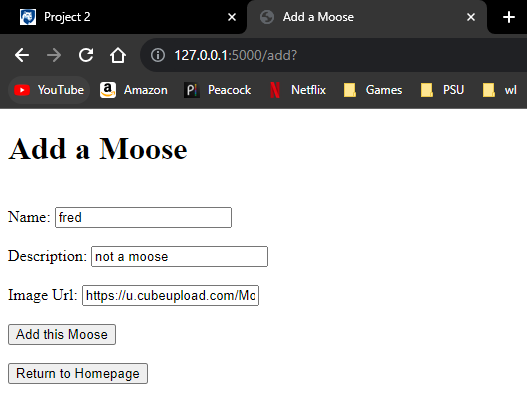 Project 2
Add a Moose
127.0.0.1:5000/add?
YouTube
Amazon
Peacock
Netflix
Games
PSU
wl
Add a Moose
Name: fred
Description: not a moose
Image Url: https://u.cubeupload.com/Mo
Add this Moose
Return to Homepage